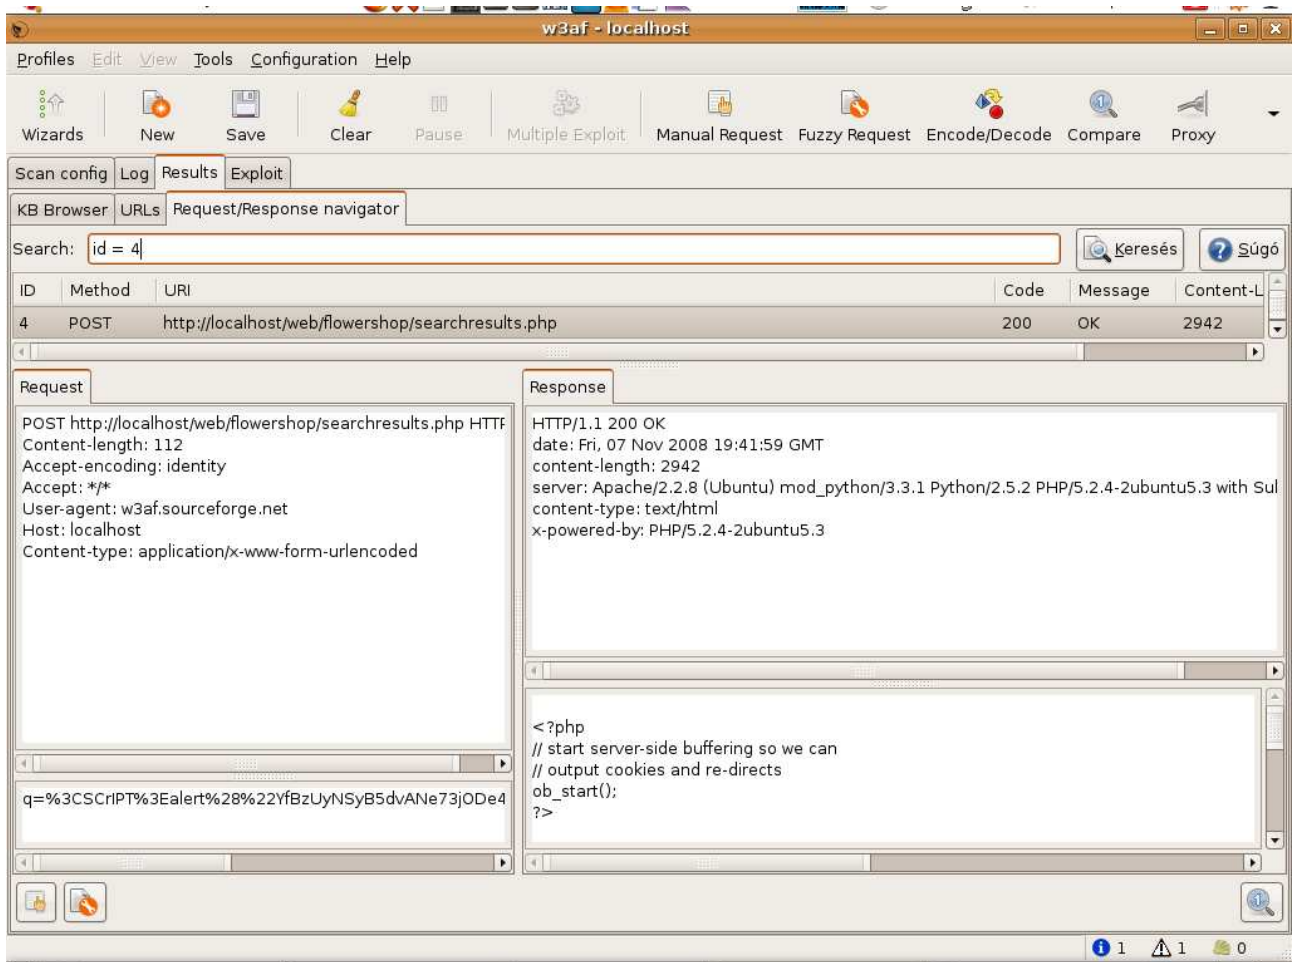 w3af - localhost
Profiles Edit View Tools Configuration Help
Wizards New Save Clear Pause Multiple Exploit Manual Request Fuzzy Request Encode/Decode Compare Proxy
Scan config Log Results Exploit
KB Browser URLs Request/Response navigator
Search: id = 4 Keresés Súgó
ID Method URI Code Message Content-L
4 POST http://localhost/web/flowershop/searchresults.php 200 OK 2942
Request
POST http://localhost/web/flowershop/searchresults.php HTTP
Content-length: 112
Accept-encoding: identity
Accept: */*
User-agent: w3af.sourceforge.net
Host: localhost
Content-type: application/x-www-form-urlencoded
q=%3CSCrIPT%3Ealert%28%22YfBzUyNSyB5dvANe73jODe4
Response
HTTP/1.1 200 OK
date: Fri, 07 Nov 2008 19:41:59 GMT
content-length: 2942
server: Apache/2.2.8 (Ubuntu) mod_python/3.3.1 Python/2.5.2 PHP/5.2.4-2ubuntu5.3 with Su
content-type: text/html
x-powered-by: PHP/5.2.4-2ubuntu5.3
<?php
// start server-side buffering so we can
// output cookies and re-directs
ob_start();
?>
1 1 0